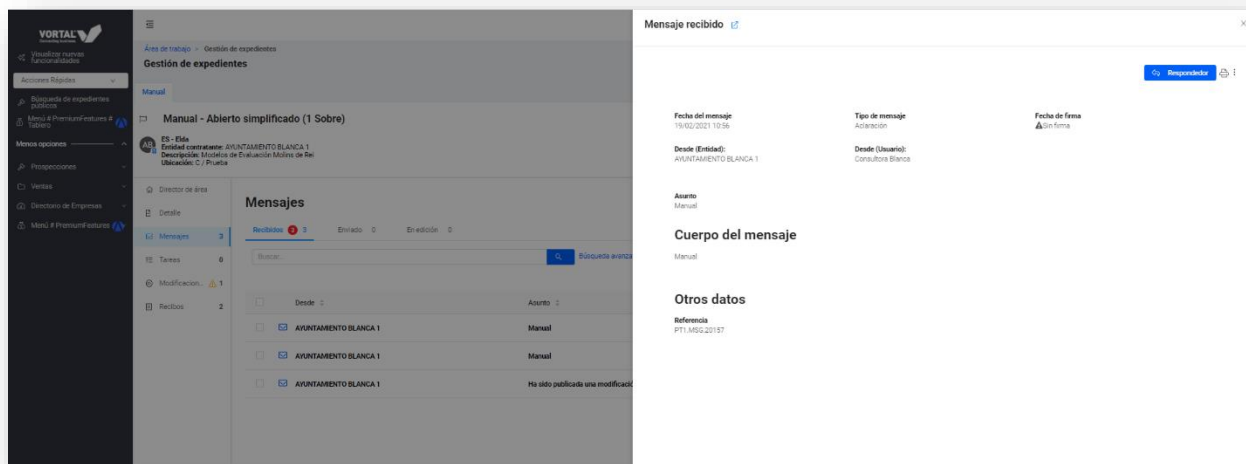 VORTAL
Visualizar nuevas
funcionalidades
Acciones Rápidas
Búsqueda de expedientes
públicos
Menú # PremiumFeatures #
Tablero
Menos opciones
Prospecciones
Ventas
Directorio de Empresas
Menú # PremiumFeatures
Área de trabajo > Gestión de expedientes
Gestión de expedientes
Manual
Manual - Abierto simplificado (1 Sobre)
AB
ES - Elda
Entidad contratante: AYUNTAMIENTO BLANCA 1
Descripción: Modelos de Evaluación Molins de Rei
Ubicación: C / Prueba
Director de área
Detalle
Mensajes 3
Tareas 0
Modificacion... 1
Recibos 2
Mensajes
Recibidos 3 3 Enviado 0 En edición 0
Buscar... Búsqueda avanza
Desde Asunto
AYUNTAMIENTO BLANCA 1 Manual
AYUNTAMIENTO BLANCA 1 Manual
AYUNTAMIENTO BLANCA 1 Ha sido publicada una modificació
Mensaje recibido
Respondedor
Fecha del mensaje Tipo de mensaje Fecha de firma
19/02/2021 10:56 Aclaración Sin firma
Desde (Entidad): Desde (Usuario):
AYUNTAMIENTO BLANCA 1 Consultora Blanca
Asunto
Manual
Cuerpo del mensaje
Manual
Otros datos
Referencia
PT1.MSG.20157